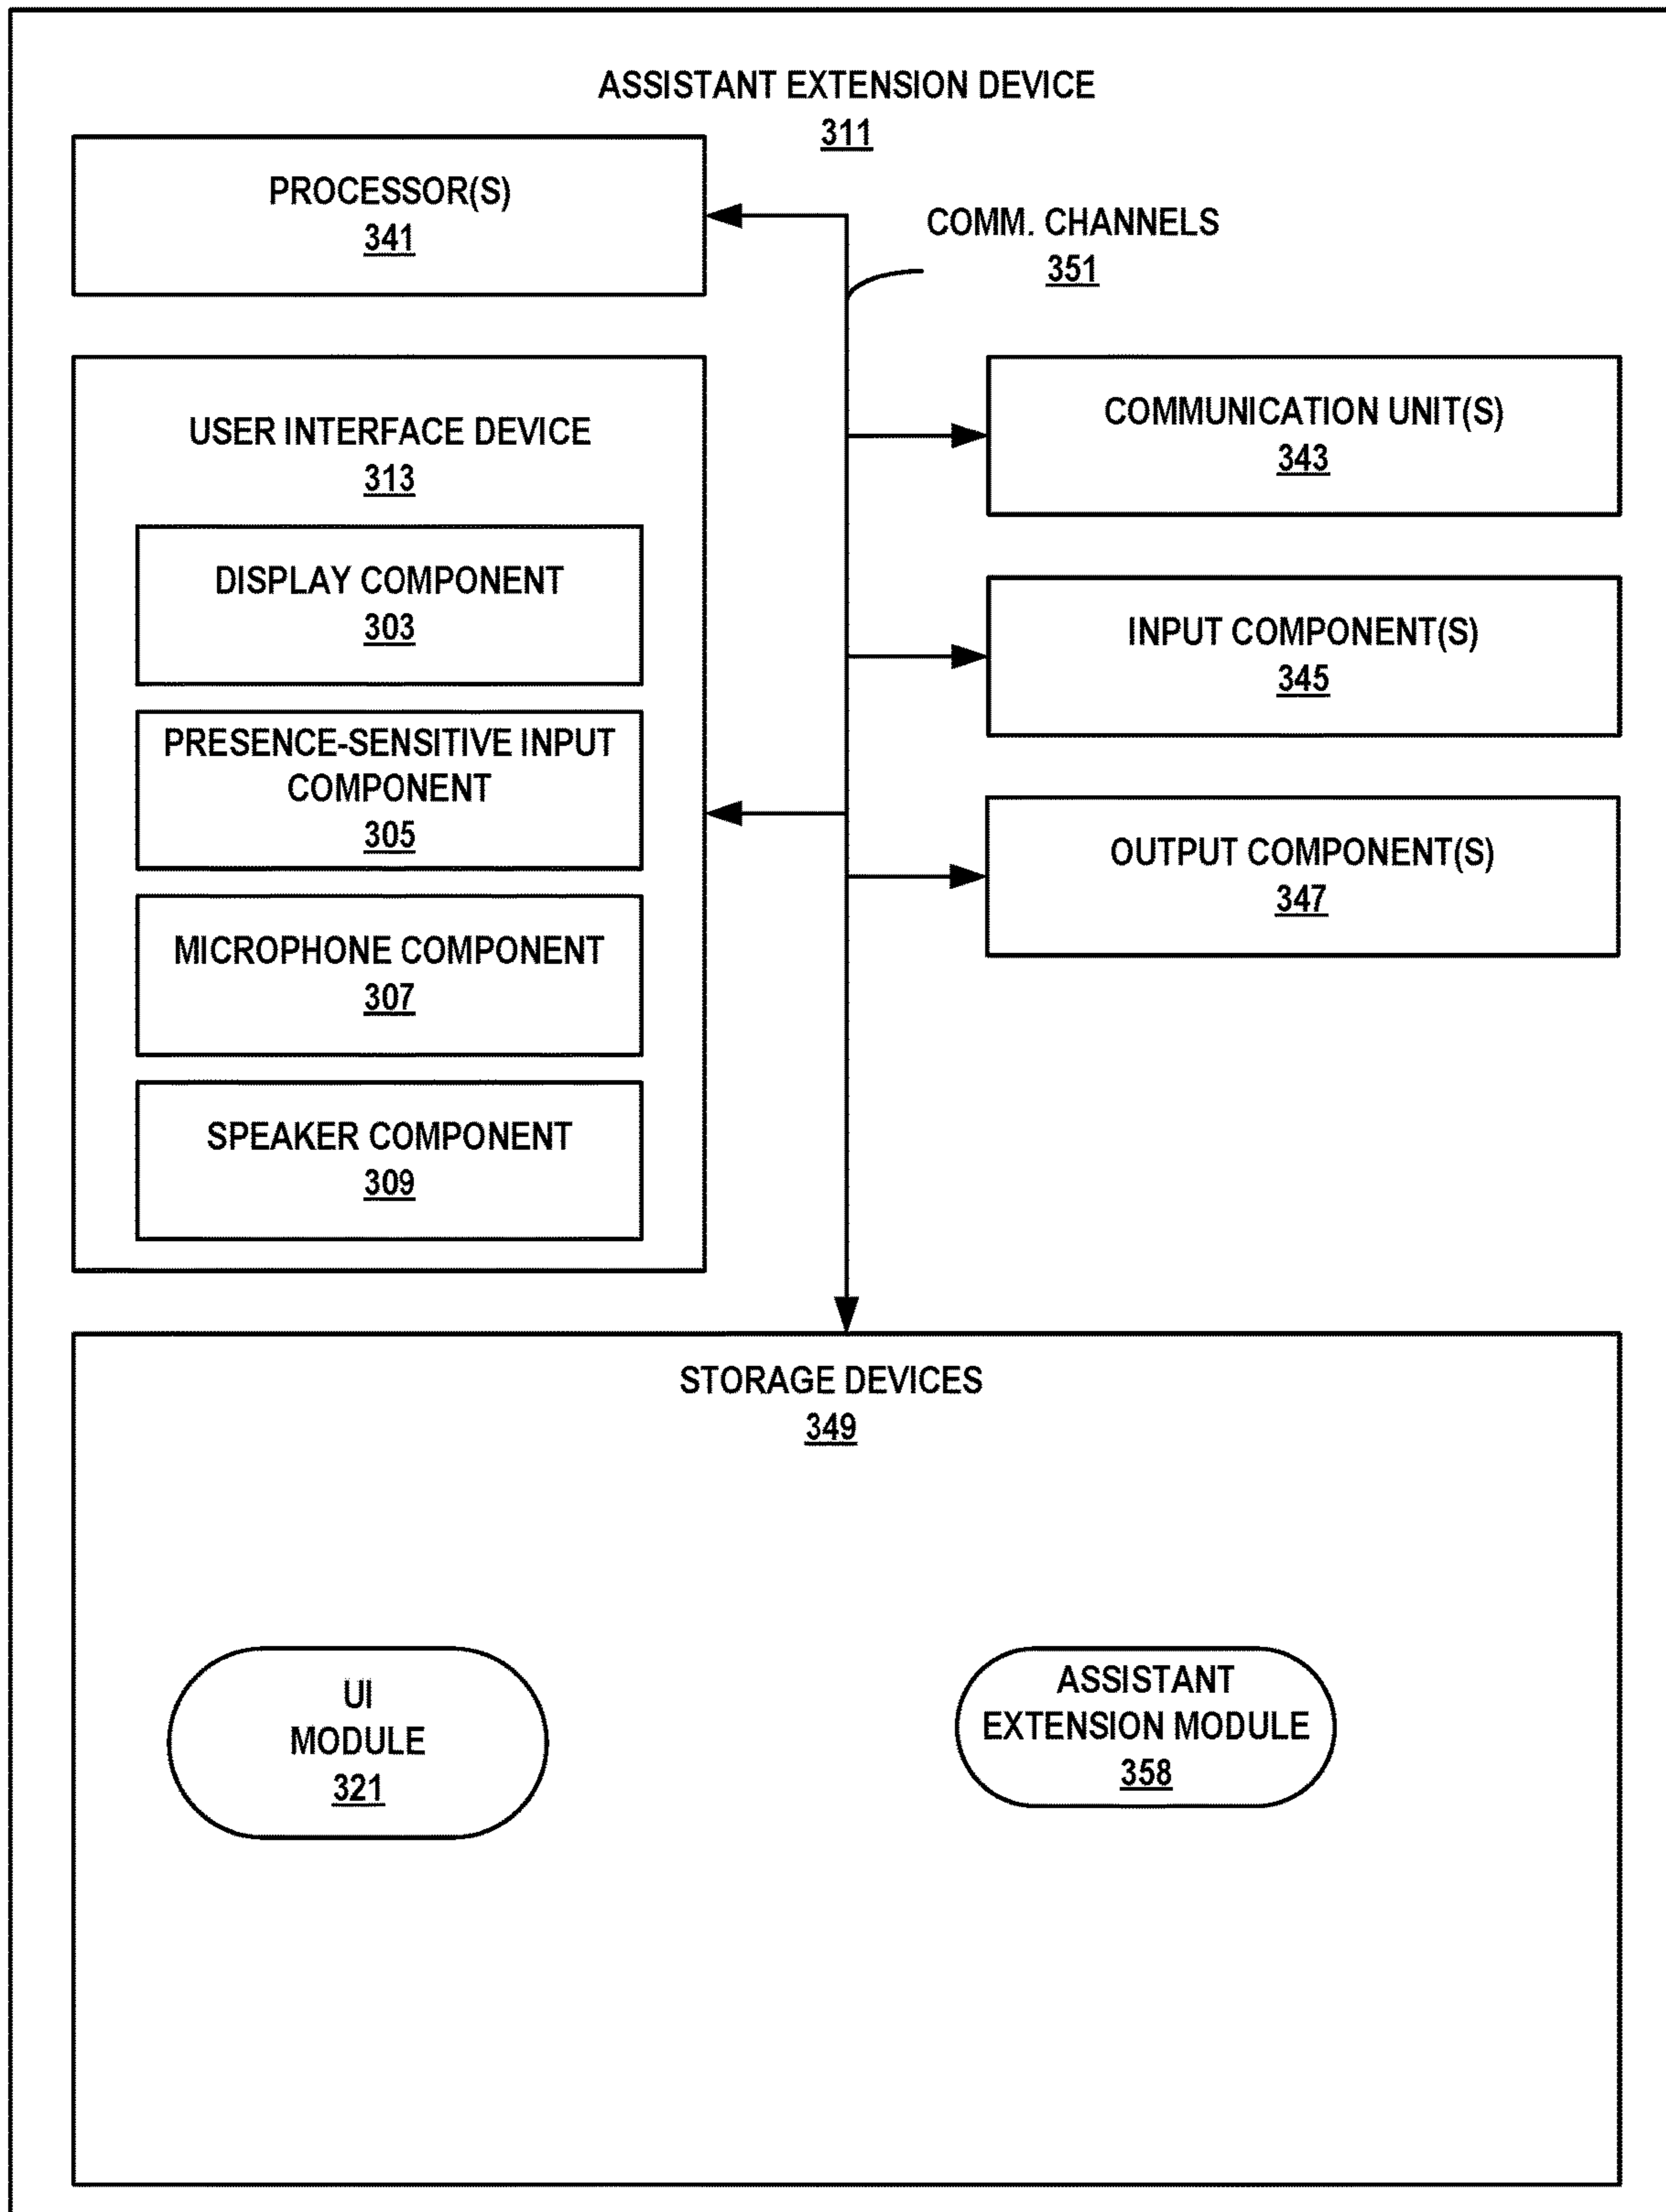 ASSISTANT EXTENSION DEVICE
311
PROCESSOR(S)
341
COMM. CHANNELS
351
USER INTERFACE DEVICE
313
DISPLAY COMPONENT
303
PRESENCE-SENSITIVE INPUT
COMPONENT
305
MICROPHONE COMPONENT
307
SPEAKER COMPONENT
309
COMMUNICATION UNIT(S)
343
INPUT COMPONENT(S)
345
OUTPUT COMPONENT(S)
347
STORAGE DEVICES
349
UI
MODULE
321
ASSISTANT
EXTENSION MODULE
358